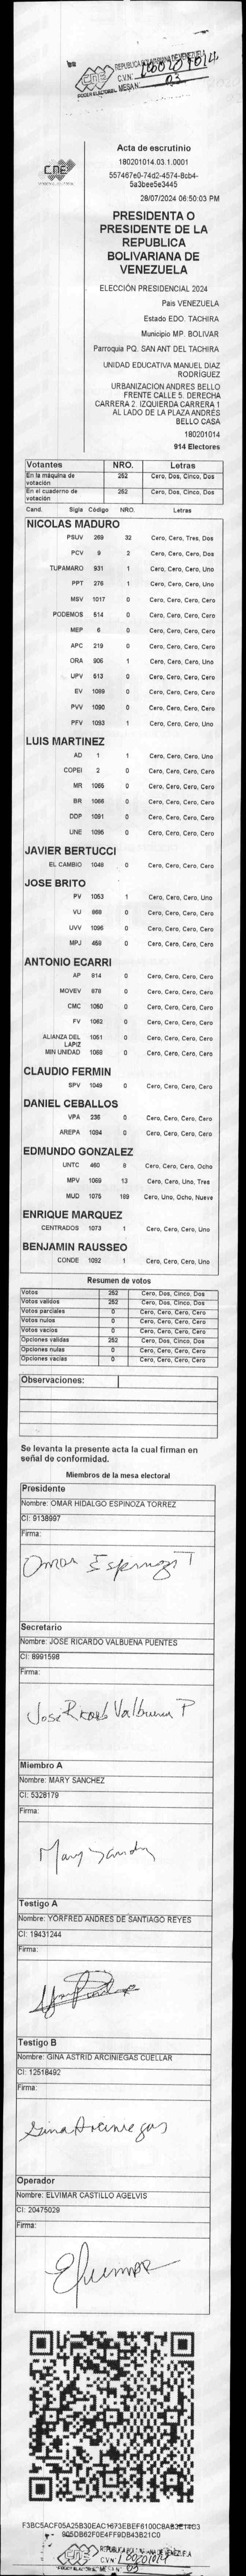 CNE
REPUBLICA BOLIVARIANA DE VENEZUELA
C.V.N: 180201014
PODER ELECTORAL MESA N: 03
CNE
Acta de escrutinio
180201014.03.1.0001
557467e0-74d2-4574-8cb4-
5a3bee5e3445
28/07/2024 06:50:03 PM
PRESIDENTA O
PRESIDENTE DE LA
REPUBLICA
BOLIVARIANA DE
VENEZUELA
ELECCIÓN PRESIDENCIAL 2024
Pais VENEZUELA
Estado EDO. TACHIRA
Municipio MP. BOLIVAR
Parroquia PQ. SAN ANT DEL TACHIRA
UNIDAD EDUCATIVA MANUEL DIAZ
RODRÍGUEZ
URBANIZACION ANDRES BELLO
FRENTE CALLE 5. DERECHA
CARRERA 2. IZQUIERDA CARRERA 1
AL LADO DE LA PLAZA ANDRÉS
BELLO CASA
180201014
914 Electores
Votantes NRO. Letras
En la máquina de votación 252 Cero, Dos, Cinco, Dos
En el cuaderno de votación 252 Cero, Dos, Cinco, Dos
Cand. Sigla Código NRO. Letras
NICOLAS MADURO
PSUV 269 32 Cero, Cero, Tres, Dos
PCV 9 2 Cero, Cero, Cero, Dos
TUPAMARO 931 1 Cero, Cero, Cero, Uno
PPT 276 1 Cero, Cero, Cero, Uno
MSV 1017 0 Cero, Cero, Cero, Cero
PODEMOS 514 0 Cero, Cero, Cero, Cero
MEP 6 0 Cero, Cero, Cero, Cero
APC 219 0 Cero, Cero, Cero, Cero
ORA 906 1 Cero, Cero, Cero, Uno
UPV 613 0 Cero, Cero, Cero, Cero
EV 1089 0 Cero, Cero, Cero, Cero
PVV 1090 0 Cero, Cero, Cero, Cero
PFV 1093 1 Cero, Cero, Cero, Uno
LUIS MARTINEZ
AD 1 1 Cero, Cero, Cero, Uno
COPEI 2 0 Cero, Cero, Cero, Cero
MR 1065 0 Cero, Cero, Cero, Cero
BR 1066 0 Cero, Cero, Cero, Cero
DDP 1091 0 Cero, Cero, Cero, Cero
UNE 1095 0 Cero, Cero, Cero, Cero
JAVIER BERTUCCI
EL CAMBIO 1048 0 Cero, Cero, Cero, Cero
JOSE BRITO
PV 1053 1 Cero, Cero, Cero, Uno
VU 868 0 Cero, Cero, Cero, Cero
UVV 1096 0 Cero, Cero, Cero, Cero
MPJ 459 0 Cero, Cero, Cero, Cero
ANTONIO ECARRI
AP 914 0 Cero, Cero, Cero, Cero
MOVEV 978 0 Cero, Cero, Cero, Cero
CMC 1050 0 Cero, Cero, Cero, Cero
FV 1062 0 Cero, Cero, Cero, Cero
ALIANZA DEL LAPIZ 1051 0 Cero, Cero, Cero, Cero
MIN UNIDAD 1068 0 Cero, Cero, Cero, Cero
CLAUDIO FERMIN
SPV 1049 0 Cero, Cero, Cero, Cero
DANIEL CEBALLOS
VPA 236 0 Cero, Cero, Cero, Cero
AREPA 1094 0 Cero, Cero, Cero, Cero
EDMUNDO GONZALEZ
UNTC 460 8 Cero, Cero, Cero, Ocho
MPV 1069 13 Cero, Cero, Uno, Tres
MUD 1075 189 Cero, Uno, Ocho, Nueve
ENRIQUE MARQUEZ
CENTRADOS 1073 1 Cero, Cero, Cero, Uno
BENJAMIN RAUSSEO
CONDE 1092 1 Cero, Cero, Cero, Uno
Resumen de votos
Votos 252 Cero, Dos, Cinco, Dos
Votos validos 252 Cero, Dos, Cinco, Dos
Votos parciales 0 Cero, Cero, Cero, Cero
Votos nulos 0 Cero, Cero, Cero, Cero
Votos vacios 0 Cero, Cero, Cero, Cero
Opciones validas 252 Cero, Dos, Cinco, Dos
Opciones nulas 0 Cero, Cero, Cero, Cero
Opciones vacias 0 Cero, Cero, Cero, Cero
Observaciones:
Se levanta la presente acta la cual firman en
señal de conformidad.
Miembros de la mesa electoral
Presidente
Nombre: OMAR HIDALGO ESPINOZA TORREZ
CI: 9138997
Firma:
Omar Espinoza T
Secretario
Nombre: JOSE RICARDO VALBUENA PUENTES
CI: 8991598
Firma:
Jose Ricardo Valbuena P
Miembro A
Nombre: MARY SANCHEZ
CI: 5328179
Firma:
Mary Sanchez
Testigo A
Nombre: YORFRED ANDRES DE SANTIAGO REYES
CI: 19431244
Firma:
Testigo B
Nombre: GINA ASTRID ARCINIEGAS CUELLAR
CI: 12518492
Firma:
Gina Arciniegas
Operador
Nombre: ELVIMAR CASTILLO AGELVIS
CI: 20475029
Firma:
Elvimar
905DB62F0E4FF9DB43B21C0
CNE
C.V.N: 180201014
MESA N: 03